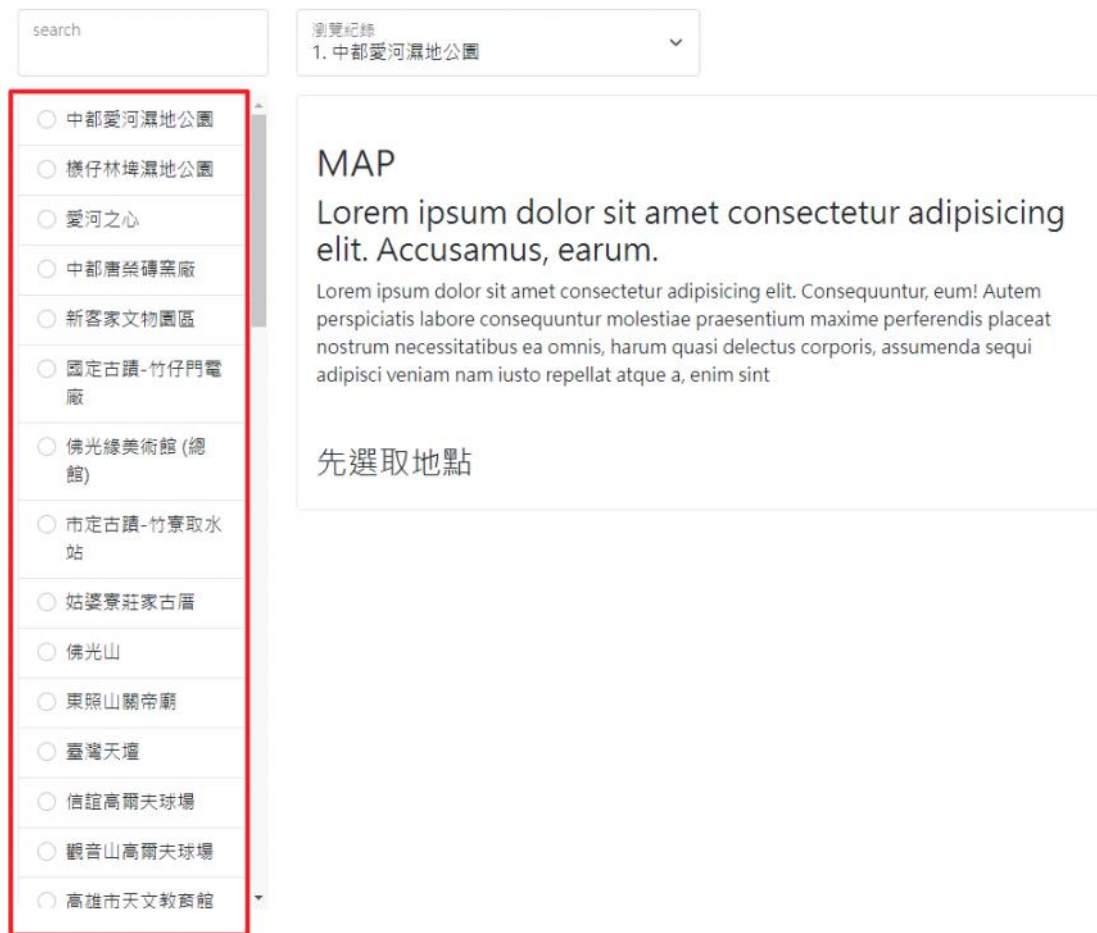 search
瀏覽紀錄
1. 中都愛河濕地公園
中都愛河濕地公園
檨仔林埤濕地公園
愛河之心
中都唐榮磚窯廠
新客家文物園區
國定古蹟-竹仔門電
廠
佛光緣美術館 (總
館)
市定古蹟-竹寮取水
站
姑婆寮莊家古厝
佛光山
東照山關帝廟
臺灣天壇
信誼高爾夫球場
觀音山高爾夫球場
高雄市天文教育館
MAP
Lorem ipsum dolor sit amet consectetur adipisicing
elit. Accusamus, earum.
Lorem ipsum dolor sit amet consectetur adipisicing elit. Consequuntur, eum! Autem
perspiciatis labore consequuntur molestiae praesentium maxime perferendis placeat
nostrum necessitatibus ea omnis, harum quasi delectus corporis, assumenda sequi
adipisci veniam nam iusto repellat atque a, enim sint
先選取地點